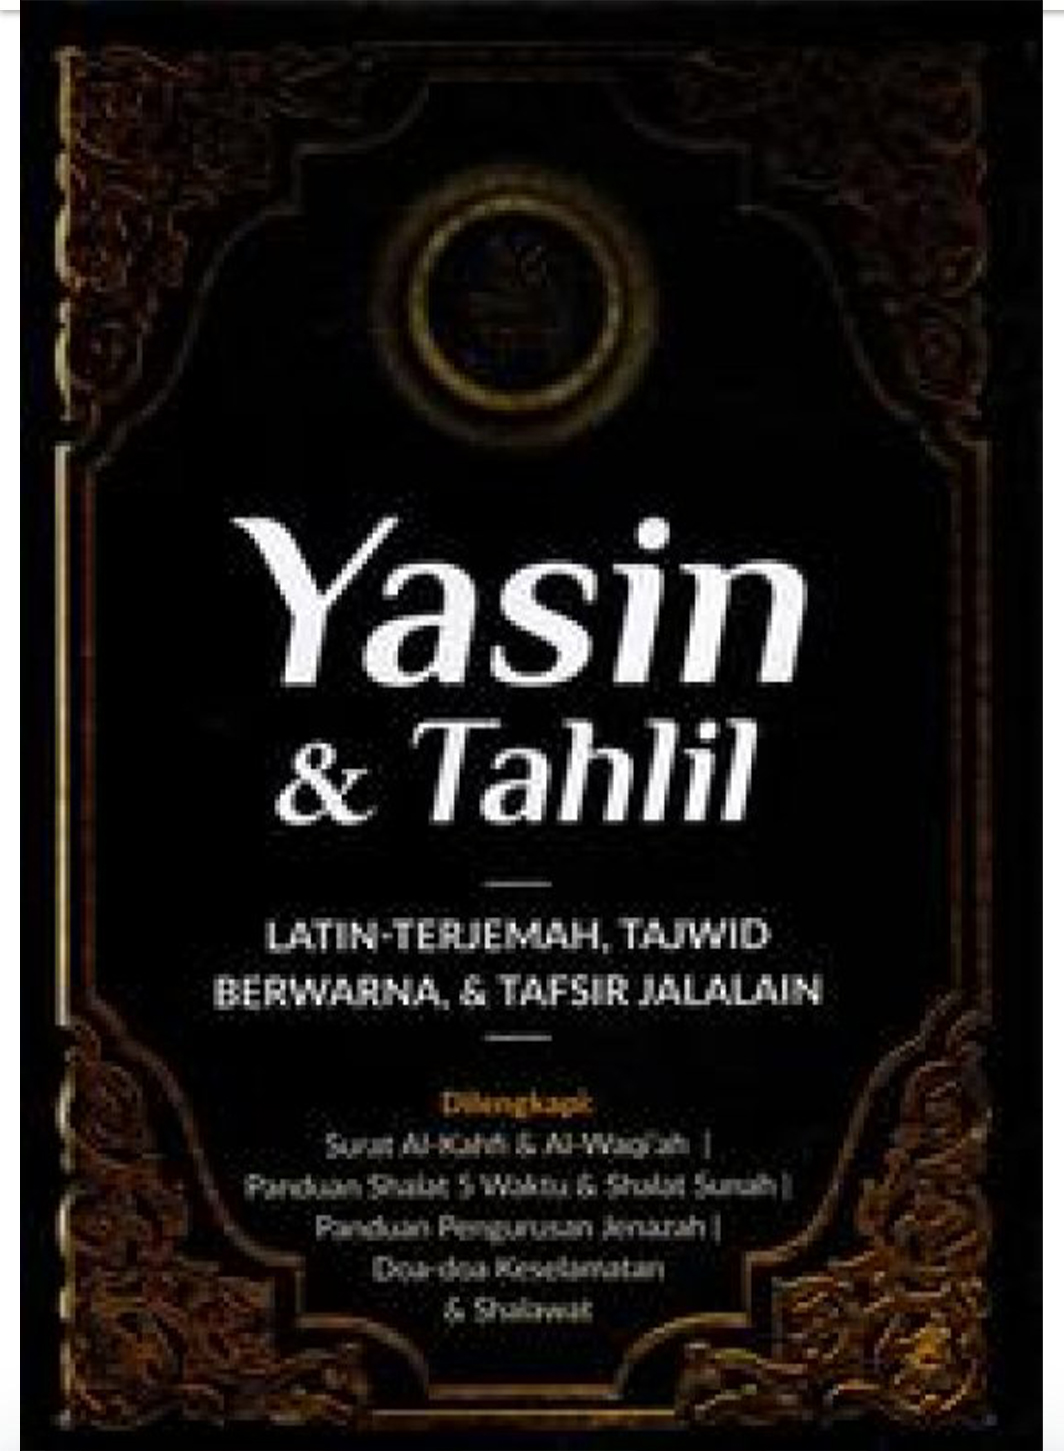 Yasin
& Tahlil
LATIN-TERJEMAH, TAJWID
BERWARNA, & TAFSIR JALALAIN
Dilengkapi:
Surat Al-Kahfi & Al-Waqi'ah |
Panduan Shalat 5 Waktu & Shalat Sunah |
Panduan Pengurusan Jenazah |
Doa-doa Keselamatan
& Shalawat